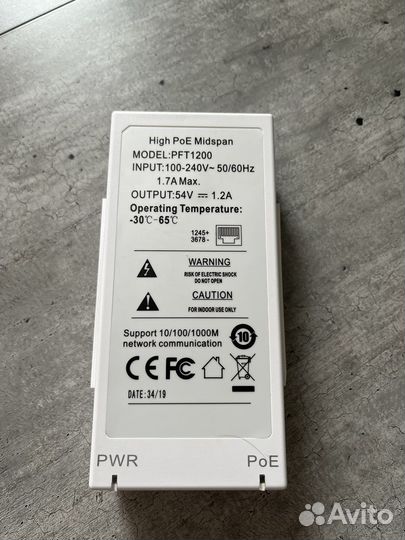 High PoE Midspan
MODEL:PFT1200
INPUT:100-240V~ 50/60Hz
1.7A Max.
OUTPUT:54V ⎓ 1.2A
Operating Temperature:
-30℃-65℃
1245+
3678 -
WARNING
RISK OF ELECTRIC SHOCK
DO NOT OPEN
CAUTION
FOR INDOOR USE ONLY
Support 10/100/1000M
network communication
10
CE FC
DATE: 34/19
PWR PoE
Avito